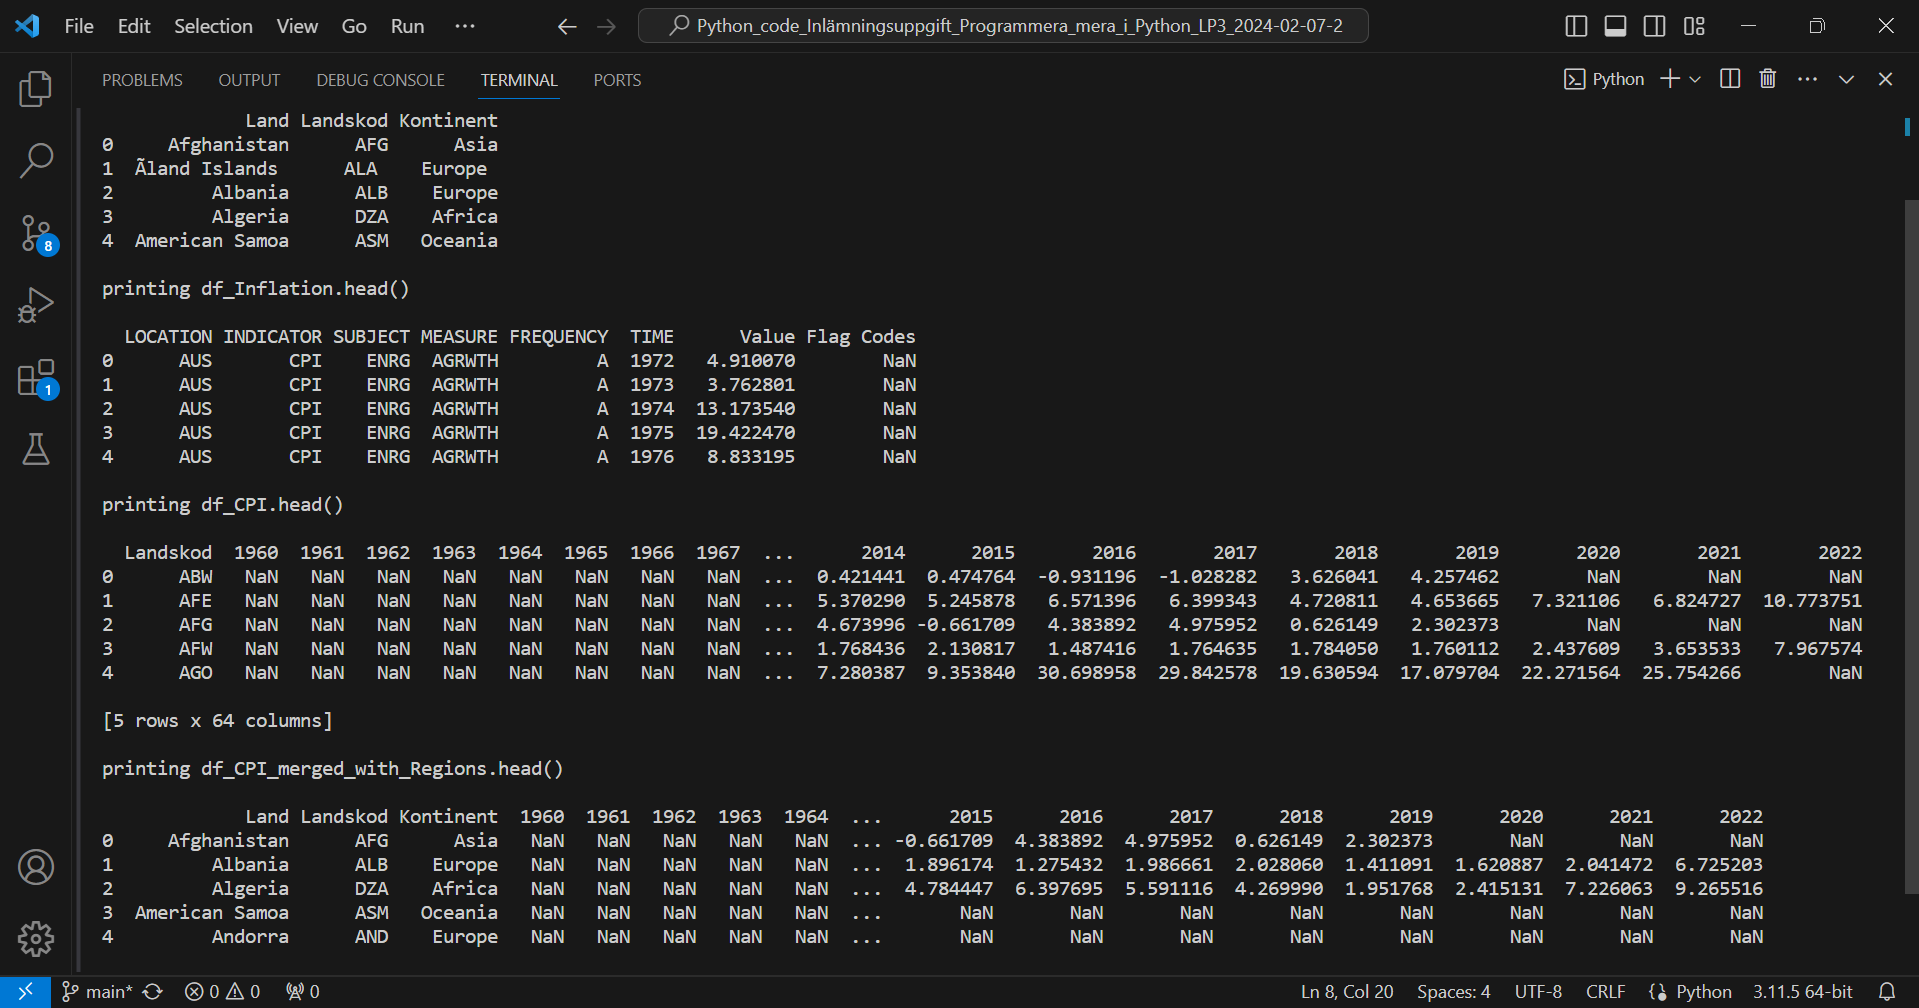 File Edit Selection View Go Run ··· Python_code_Inlämningsuppgift_Programmera_mera_i_Python_LP3_2024-02-07-2
PROBLEMS OUTPUT DEBUG CONSOLE TERMINAL PORTS Python
Land Landskod Kontinent
0 Afghanistan AFG Asia
1 Ãland Islands ALA Europe
2 Albania ALB Europe
3 Algeria DZA Africa
4 American Samoa ASM Oceania
printing df_Inflation.head()
LOCATION INDICATOR SUBJECT MEASURE FREQUENCY TIME Value Flag Codes
0 AUS CPI ENRG AGRWTH A 1972 4.910070 NaN
1 AUS CPI ENRG AGRWTH A 1973 3.762801 NaN
2 AUS CPI ENRG AGRWTH A 1974 13.173540 NaN
3 AUS CPI ENRG AGRWTH A 1975 19.422470 NaN
4 AUS CPI ENRG AGRWTH A 1976 8.833195 NaN
printing df_CPI.head()
Landskod 1960 1961 1962 1963 1964 1965 1966 1967 ... 2014 2015 2016 2017 2018 2019 2020 2021 2022
0 ABW NaN NaN NaN NaN NaN NaN NaN NaN ... 0.421441 0.474764 -0.931196 -1.028282 3.626041 4.257462 NaN NaN NaN
1 AFE NaN NaN NaN NaN NaN NaN NaN NaN ... 5.370290 5.245878 6.571396 6.399343 4.720811 4.653665 7.321106 6.824727 10.773751
2 AFG NaN NaN NaN NaN NaN NaN NaN NaN ... 4.673996 -0.661709 4.383892 4.975952 0.626149 2.302373 NaN NaN NaN
3 AFW NaN NaN NaN NaN NaN NaN NaN NaN ... 1.768436 2.130817 1.487416 1.764635 1.784050 1.760112 2.437609 3.653533 7.967574
4 AGO NaN NaN NaN NaN NaN NaN NaN NaN ... 7.280387 9.353840 30.698958 29.842578 19.630594 17.079704 22.271564 25.754266 NaN
[5 rows x 64 columns]
printing df_CPI_merged_with_Regions.head()
Land Landskod Kontinent 1960 1961 1962 1963 1964 ... 2015 2016 2017 2018 2019 2020 2021 2022
0 Afghanistan AFG Asia NaN NaN NaN NaN NaN ... -0.661709 4.383892 4.975952 0.626149 2.302373 NaN NaN NaN
1 Albania ALB Europe NaN NaN NaN NaN NaN ... 1.896174 1.275432 1.986661 2.028060 1.411091 1.620887 2.041472 6.725203
2 Algeria DZA Africa NaN NaN NaN NaN NaN ... 4.784447 6.397695 5.591116 4.269990 1.951768 2.415131 7.226063 9.265516
3 American Samoa ASM Oceania NaN NaN NaN NaN NaN ... NaN NaN NaN NaN NaN NaN NaN NaN
4 Andorra AND Europe NaN NaN NaN NaN NaN ... NaN NaN NaN NaN NaN NaN NaN NaN
8
1
main* 0 0 0 Ln 8, Col 20 Spaces: 4 UTF-8 CRLF Python 3.11.5 64-bit